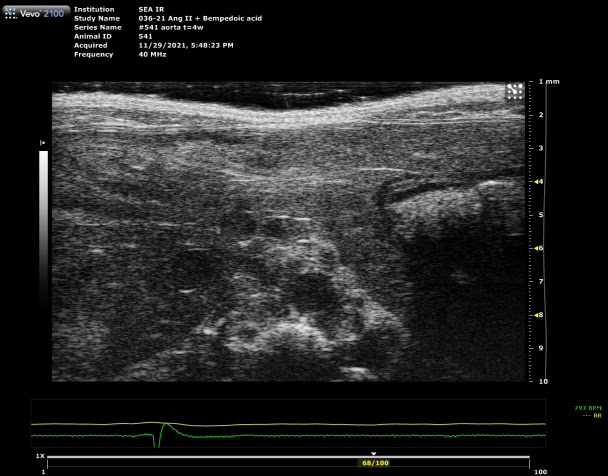 Vevo 2100
Institution SEA IR
Study Name 036-21 Ang II + Bempedoic acid
Series Name #541 aorta t=4w
Animal ID 541
Acquired 11/29/2021, 5:48:23 PM
Frequency 40 MHz
1 mm
2
3
4
5
6
7
8
9
10
292 BPM
--- RR
1X
68/100
1 100